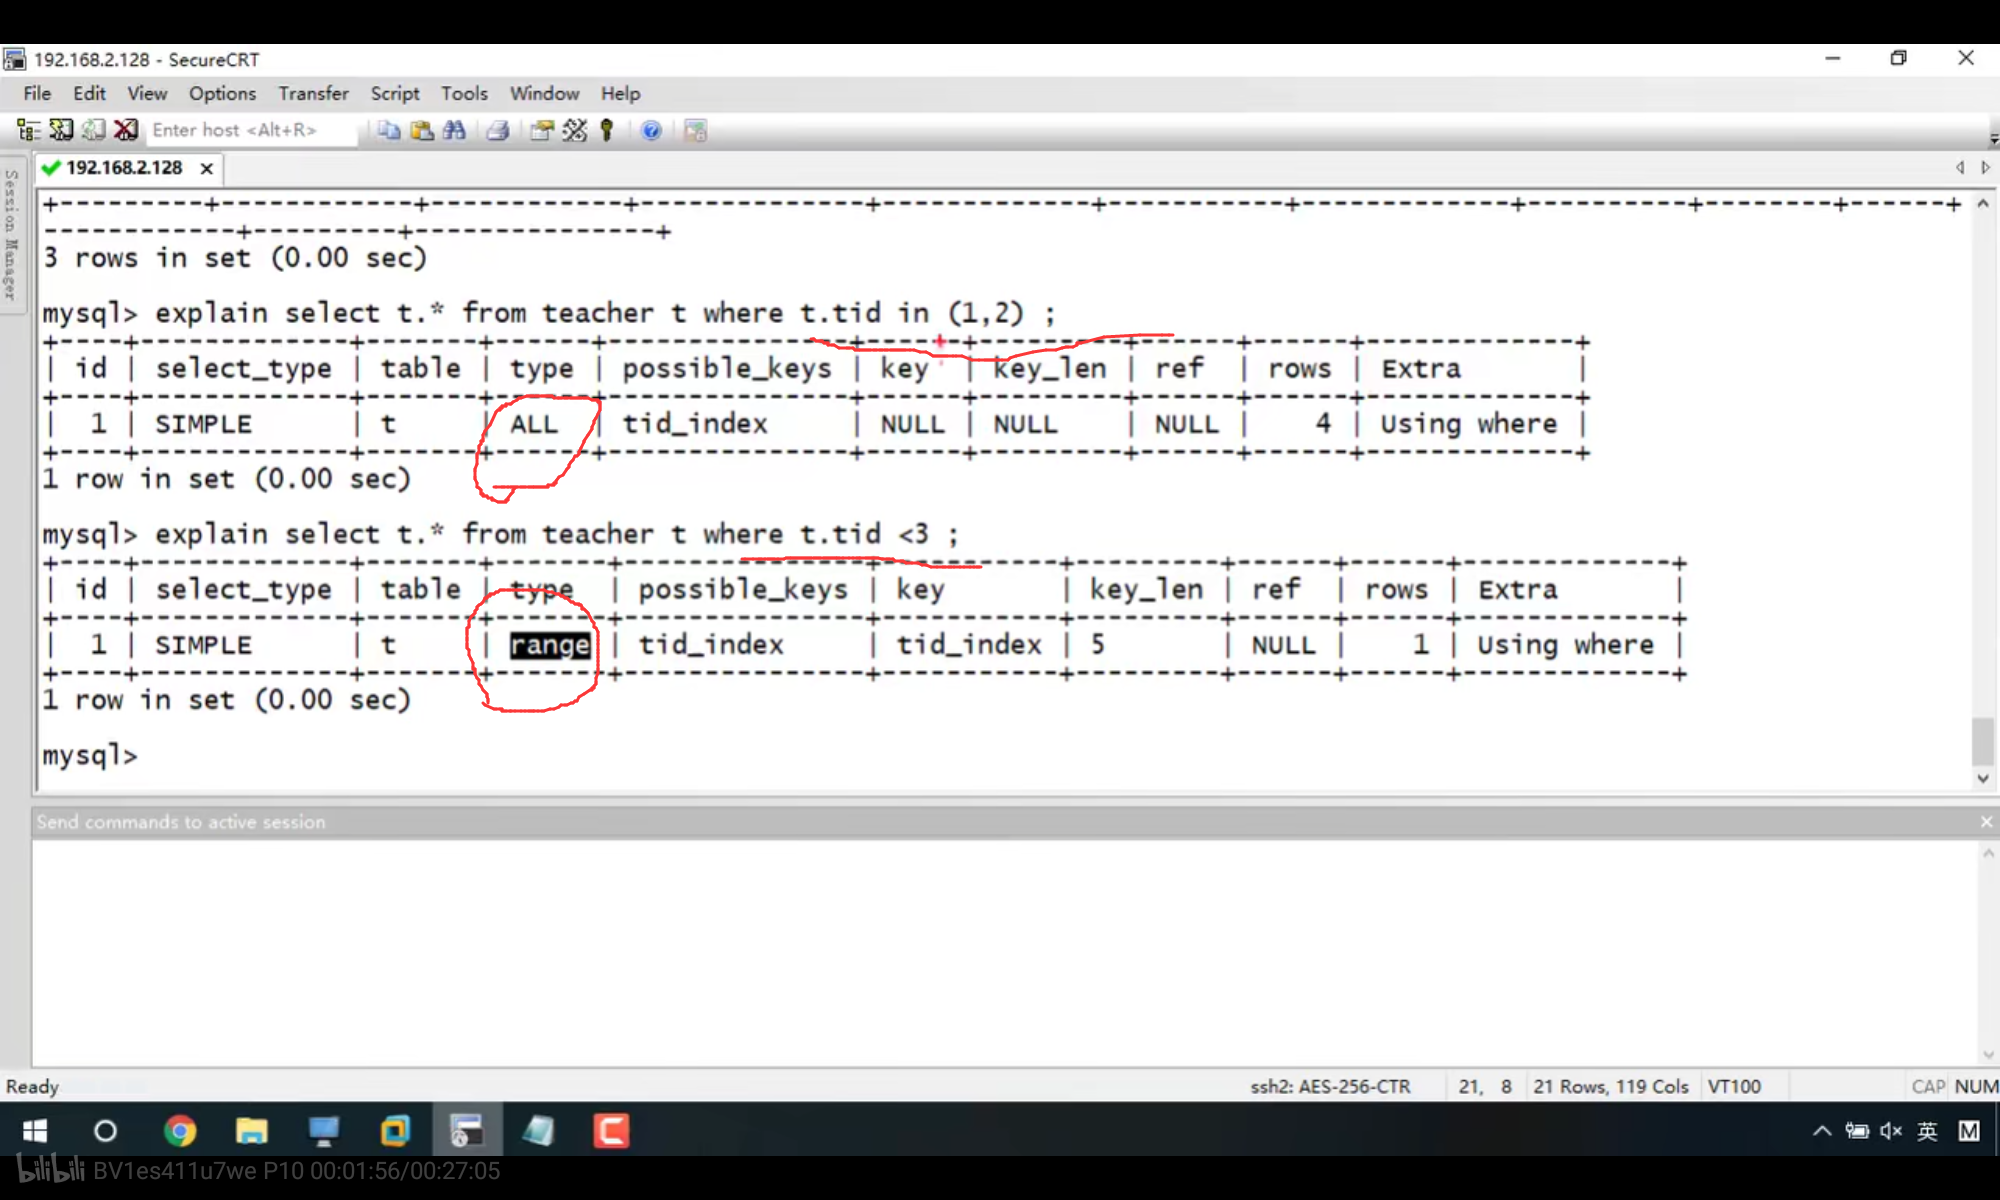 192.168.2.128 - SecureCRT
File Edit View Options Transfer Script Tools Window Help
Enter host <Alt+R>
192.168.2.128
Session Manager
+---------+------------+------------+--------------+-------------+-----------+-------------+----------+--------+------+
------------+---------+---------------+
3 rows in set (0.00 sec)
mysql> explain select t.* from teacher t where t.tid in (1,2) ;
+----+-------------+-------+------+---------------+------+---------+------+------+-------------+
| id | select_type | table | type | possible_keys | key | key_len | ref | rows | Extra |
+----+-------------+-------+------+---------------+------+---------+------+------+-------------+
| 1 | SIMPLE | t | ALL | tid_index | NULL | NULL | NULL | 4 | Using where |
+----+-------------+-------+------+---------------+------+---------+------+------+-------------+
1 row in set (0.00 sec)
mysql> explain select t.* from teacher t where t.tid <3 ;
+----+-------------+-------+-------+---------------+-----------+---------+------+------+-------------+
| id | select_type | table | type | possible_keys | key | key_len | ref | rows | Extra |
+----+-------------+-------+-------+---------------+-----------+---------+------+------+-------------+
| 1 | SIMPLE | t | range | tid_index | tid_index | 5 | NULL | 1 | Using where |
+----+-------------+-------+-------+---------------+-----------+---------+------+------+-------------+
1 row in set (0.00 sec)
mysql>
Send commands to active session
Ready ssh2: AES-256-CTR 21, 8 21 Rows, 119 Cols VT100 CAP NUM
英 M
bilibili BV1es411u7we P10 00:01:56/00:27:05